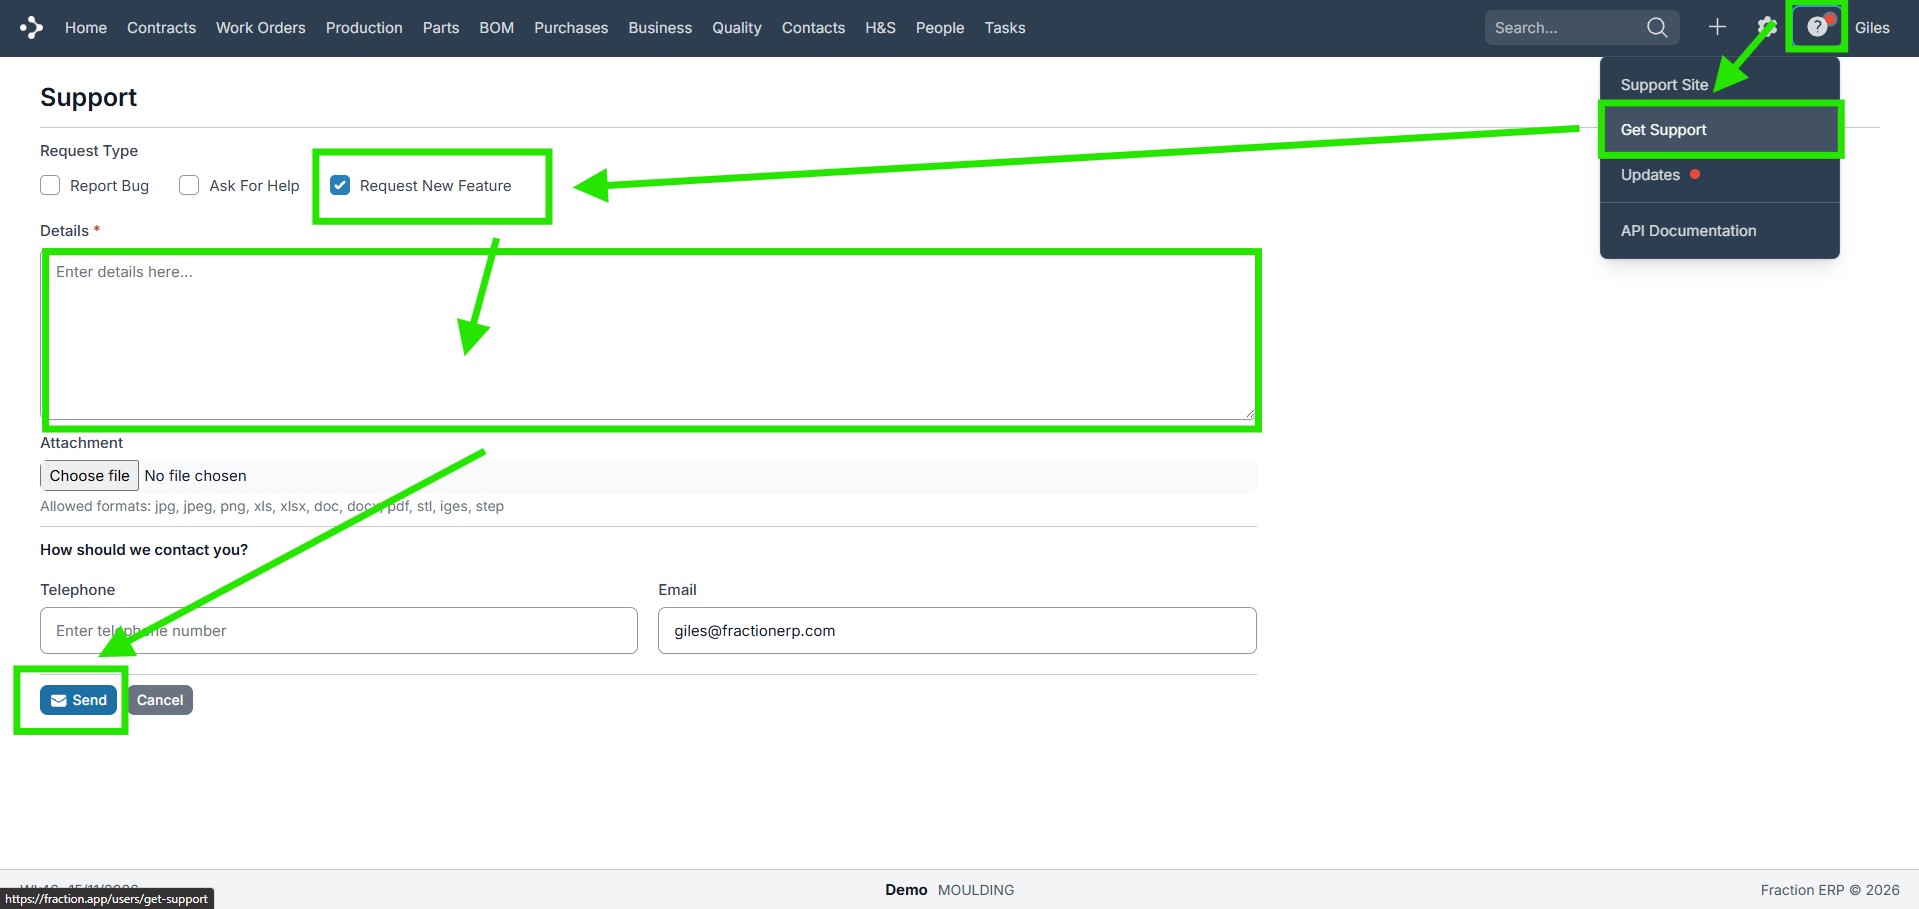 Home Contracts Work Orders Production Parts BOM Purchases Business Quality Contacts H&S People Tasks Search... ? Giles
Support Site
Get Support
Updates
API Documentation
Support
Request Type
Report Bug Ask For Help Request New Feature
Details *
Enter details here...
Attachment
Choose file No file chosen
Allowed formats: jpg, jpeg, png, xls, xlsx, doc, docx, pdf, stl, iges, step
How should we contact you?
Telephone Email
Enter telephone number giles@fractionerp.com
Send Cancel
Demo MOULDING Fraction ERP © 2026
https://fraction.app/users/get-support